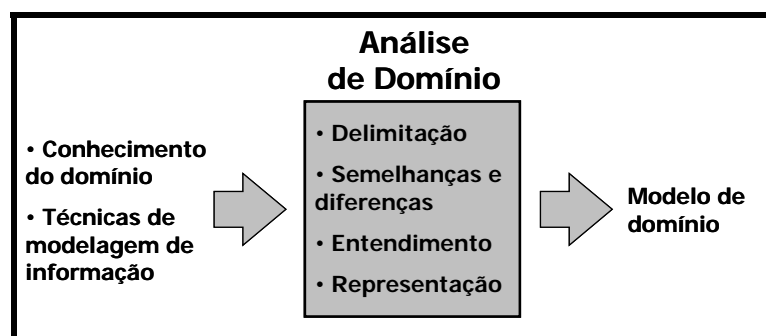 Análise
de Domínio
• Conhecimento
do domínio
• Técnicas de
modelagem de
informação
• Delimitação
• Semelhanças e
diferenças
• Entendimento
• Representação
Modelo de
domínio